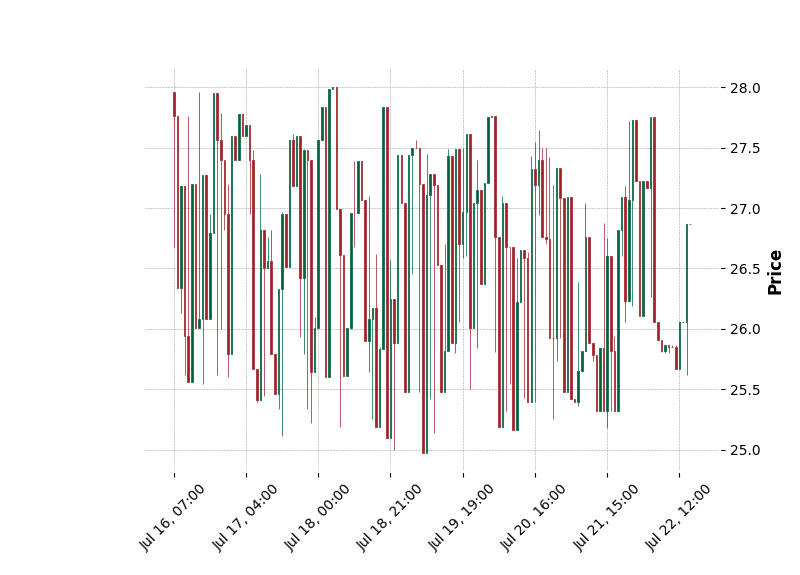 28.0
27.5
27.0
26.5
26.0
25.5
25.0
Price
Jul 16, 07:00
Jul 17, 04:00
Jul 18, 00:00
Jul 18, 21:00
Jul 19, 19:00
Jul 20, 16:00
Jul 21, 15:00
Jul 22, 12:00